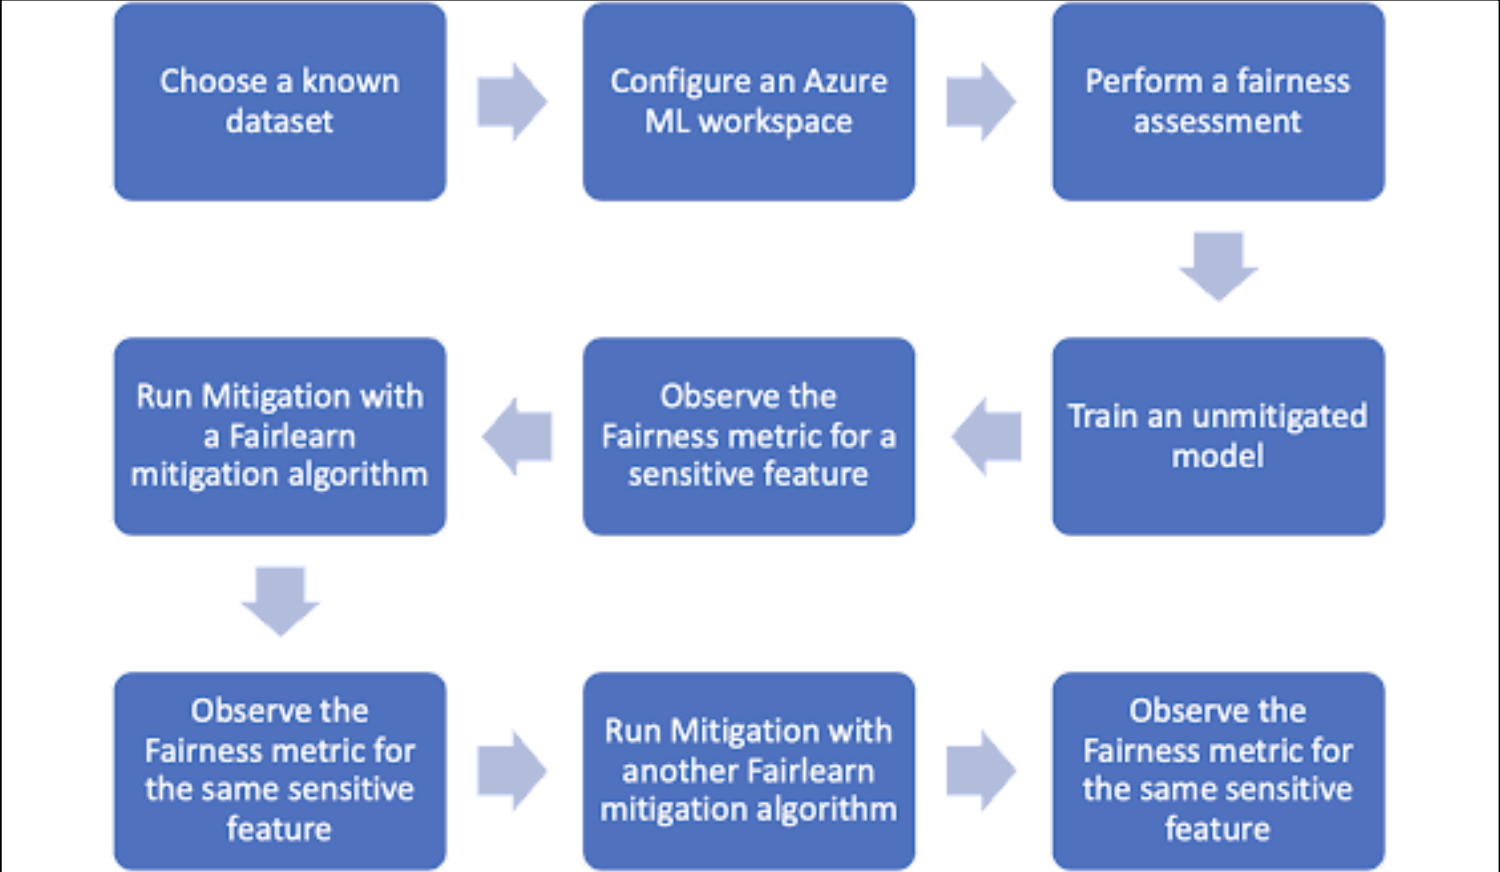 Choose a known
dataset
Configure an Azure
ML workspace
Perform a fairness
assessment
Train an unmitigated
model
Observe the
Fairness metric for a
sensitive feature
Run Mitigation with
a Fairlearn
mitigation algorithm
Observe the
Fairness metric for
the same sensitive
feature
Run Mitigation with
another Fairlearn
mitigation algorithm
Observe the
Fairness metric for
the same sensitive
feature